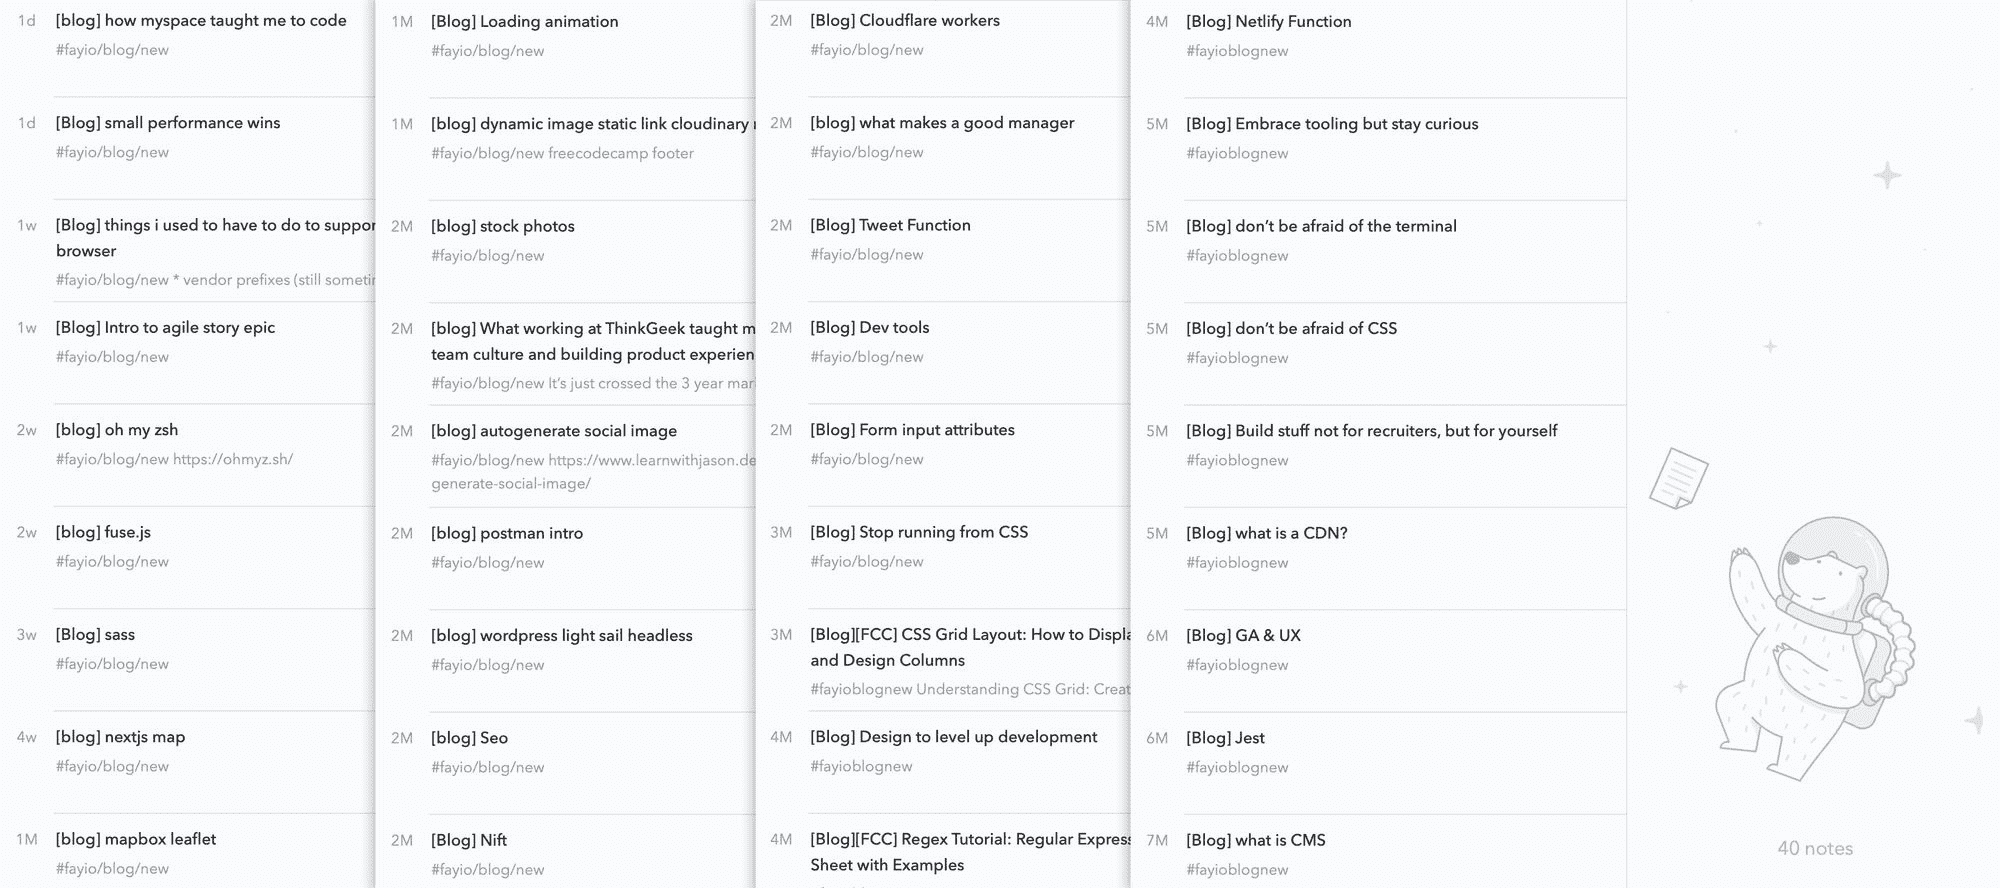 1d [Blog] how myspace taught me to code
#fayio/blog/new
1d [Blog] small performance wins
#fayio/blog/new
1w [Blog] things i used to have to do to suppor
browser
#fayio/blog/new * vendor prefixes (still someti
1w [Blog] Intro to agile story epic
#fayio/blog/new
2w [blog] oh my zsh
#fayio/blog/new https://ohmyz.sh/
2w [blog] fuse.js
#fayio/blog/new
3w [Blog] sass
#fayio/blog/new
4w [blog] nextjs map
#fayio/blog/new
1M [blog] mapbox leaflet
#fayio/blog/new
1M [Blog] Loading animation
#fayio/blog/new
1M [blog] dynamic image static link cloudinary
#fayio/blog/new freecodecamp footer
2M [blog] stock photos
#fayio/blog/new
2M [blog] What working at ThinkGeek taught m
team culture and building product experien
#fayio/blog/new It's just crossed the 3 year mar
2M [blog] autogenerate social image
#fayio/blog/new https://www.learnwithjason.de
generate-social-image/
2M [blog] postman intro
#fayio/blog/new
2M [blog] wordpress light sail headless
#fayio/blog/new
2M [blog] Seo
#fayio/blog/new
2M [Blog] Nift
#fayio/blog/new
2M [Blog] Cloudflare workers
#fayio/blog/new
2M [blog] what makes a good manager
#fayio/blog/new
2M [Blog] Tweet Function
#fayio/blog/new
2M [Blog] Dev tools
#fayio/blog/new
2M [Blog] Form input attributes
#fayio/blog/new
3M [Blog] Stop running from CSS
#fayio/blog/new
3M [Blog][FCC] CSS Grid Layout: How to Displa
and Design Columns
#fayioblognew Understanding CSS Grid: Creat
4M [Blog] Design to level up development
#fayioblognew
4M [Blog][FCC] Regex Tutorial: Regular Express
Sheet with Examples
4M [Blog] Netlify Function
#fayioblognew
5M [Blog] Embrace tooling but stay curious
#fayioblognew
5M [Blog] don't be afraid of the terminal
#fayioblognew
5M [Blog] don't be afraid of CSS
#fayioblognew
5M [Blog] Build stuff not for recruiters, but for yourself
#fayioblognew
5M [Blog] what is a CDN?
#fayioblognew
6M [Blog] GA & UX
#fayioblognew
6M [Blog] Jest
#fayioblognew
7M [Blog] what is CMS
#fayioblognew
40 notes